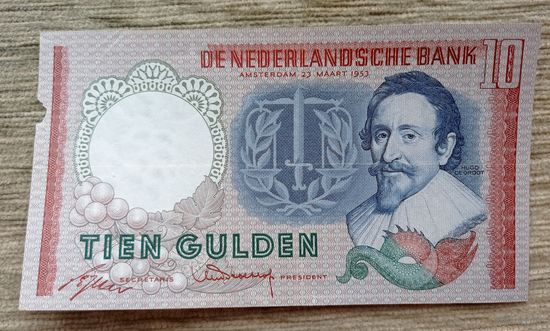 DE NEDERLANDSCHE BANK
10
AMSTERDAM 23 MAART 1953
HUGO
DE GROOT
TIEN GULDEN
SECRETARIS
PRESIDENT